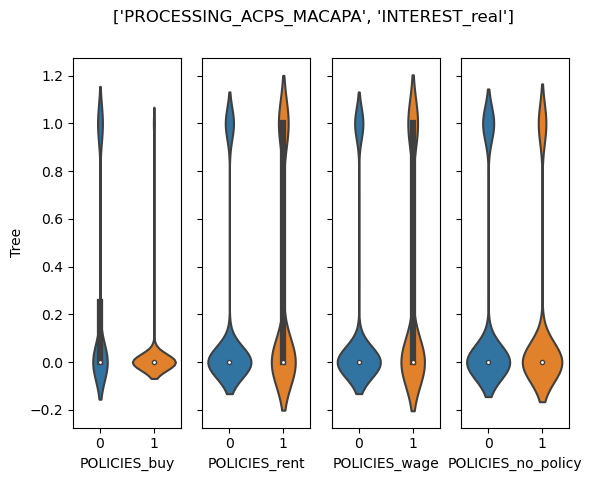 ['PROCESSING_ACPS_MACAPA', 'INTEREST_real']
Tree
1.2
1.0
0.8
0.6
0.4
0.2
0.0
−0.2
0 1 0 1 0 1 0 1
POLICIES_buy POLICIES_rent POLICIES_wage POLICIES_no_policy